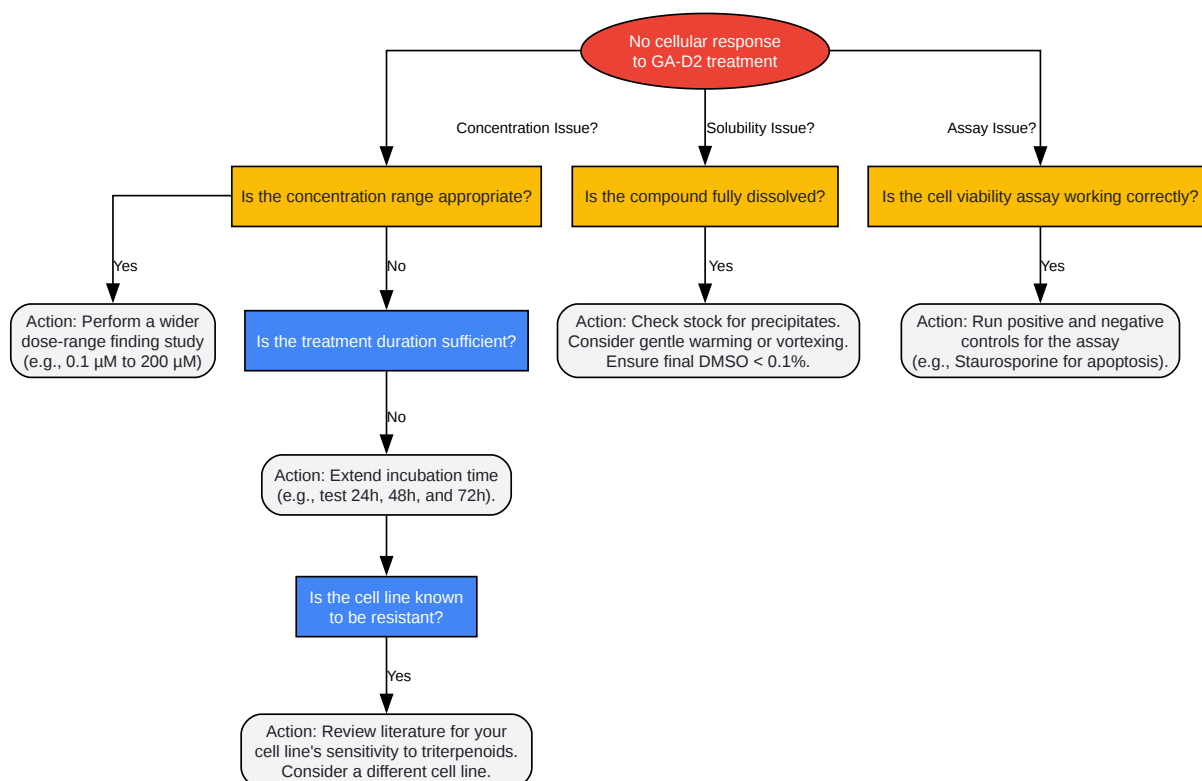 No cellular response
to GA-D2 treatment
Concentration Issue?
Solubility Issue?
Assay Issue?
Is the concentration range appropriate?
Is the compound fully dissolved?
Is the cell viability assay working correctly?
Yes
No
Yes
Yes
Action: Perform a wider
dose-range finding study
(e.g., 0.1 µM to 200 µM)
Is the treatment duration sufficient?
Action: Check stock for precipitates.
Consider gentle warming or vortexing.
Ensure final DMSO < 0.1%.
Action: Run positive and negative
controls for the assay
(e.g., Staurosporine for apoptosis).
No
Action: Extend incubation time
(e.g., test 24h, 48h, and 72h).
Is the cell line known
to be resistant?
Yes
Action: Review literature for your
cell line's sensitivity to triterpenoids.
Consider a different cell line.